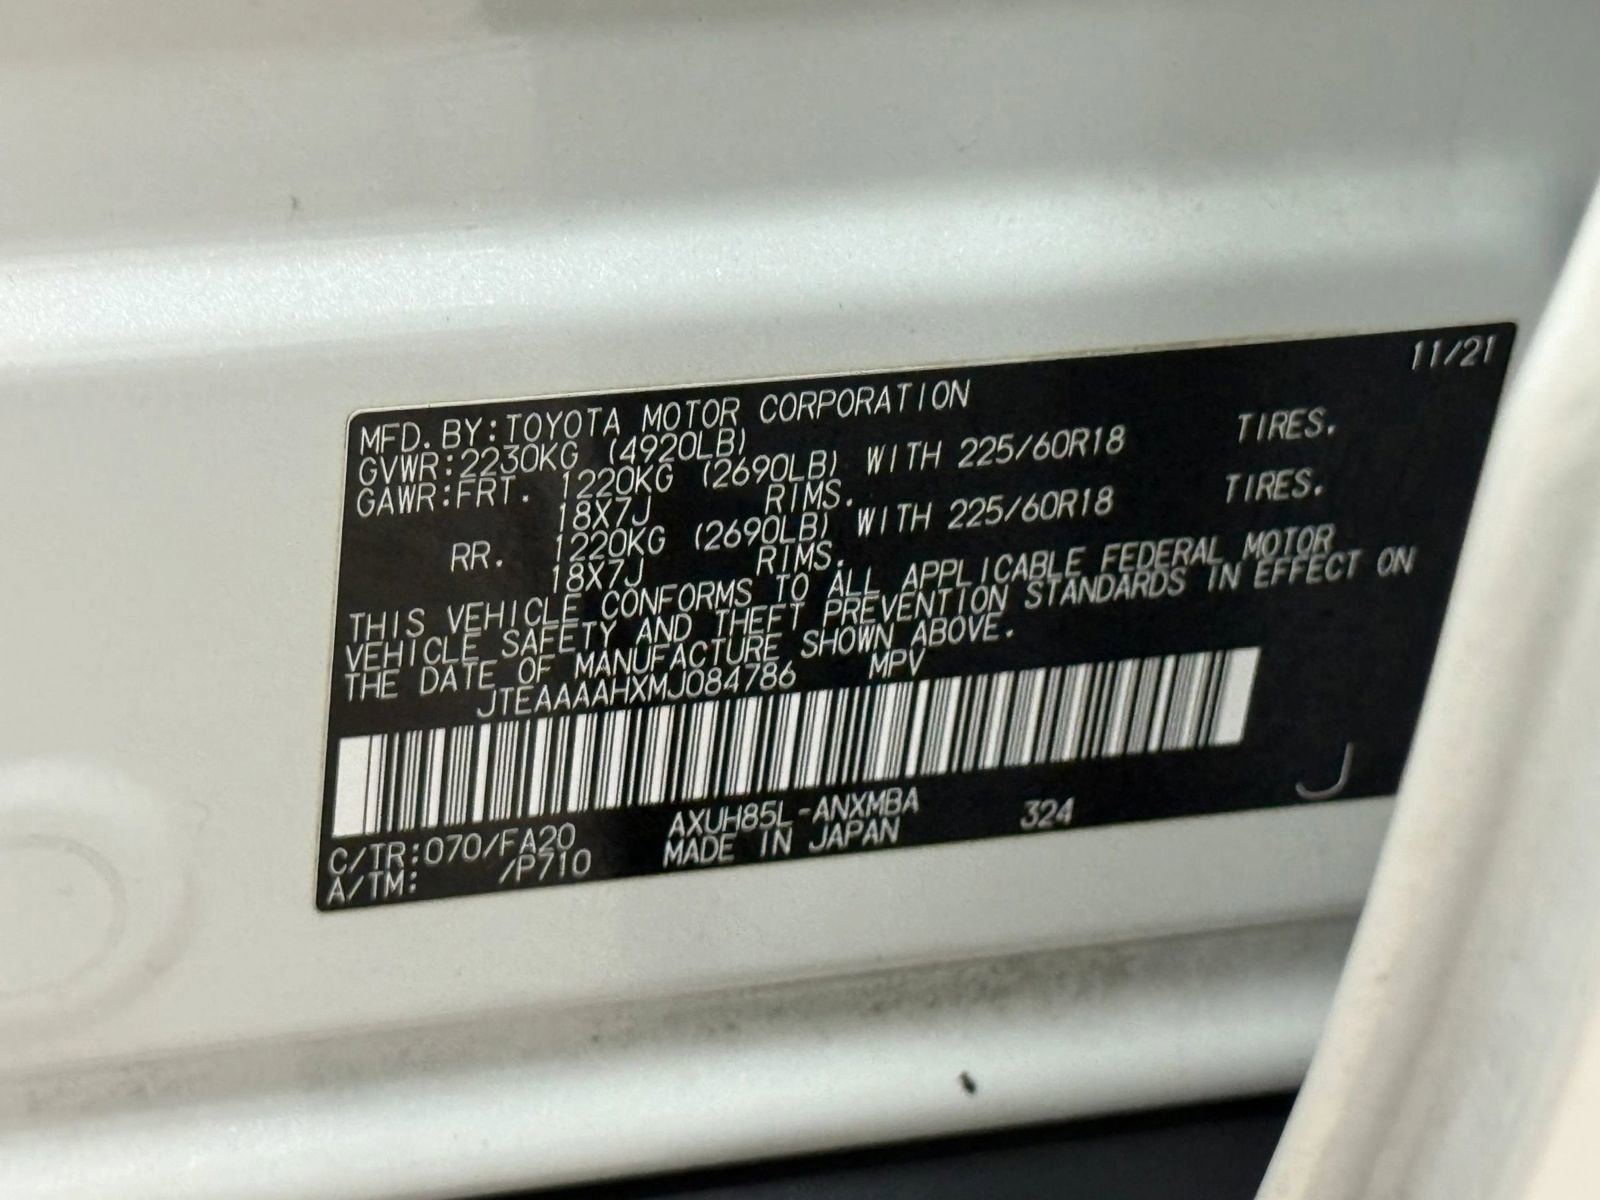 11/21
MFD. BY: TOYOTA MOTOR CORPORATION
GVWR: 2230KG (4920LB)
GAWR: FRT. 1220KG (2690LB) WITH 225/60R18 TIRES.
18X7J RIMS.
RR. 1220KG (2690LB) WITH 225/60R18 TIRES.
18X7J RIMS.
THIS VEHICLE CONFORMS TO ALL APPLICABLE FEDERAL MOTOR
VEHICLE SAFETY AND THEFT PREVENTION STANDARDS IN EFFECT ON
THE DATE OF MANUFACTURE SHOWN ABOVE.
JTEAAAAHXMJ084786 MPV
C/TR: 070/FA20 AXUH85L-ANXMBA 324 J
A/TM: /P710 MADE IN JAPAN